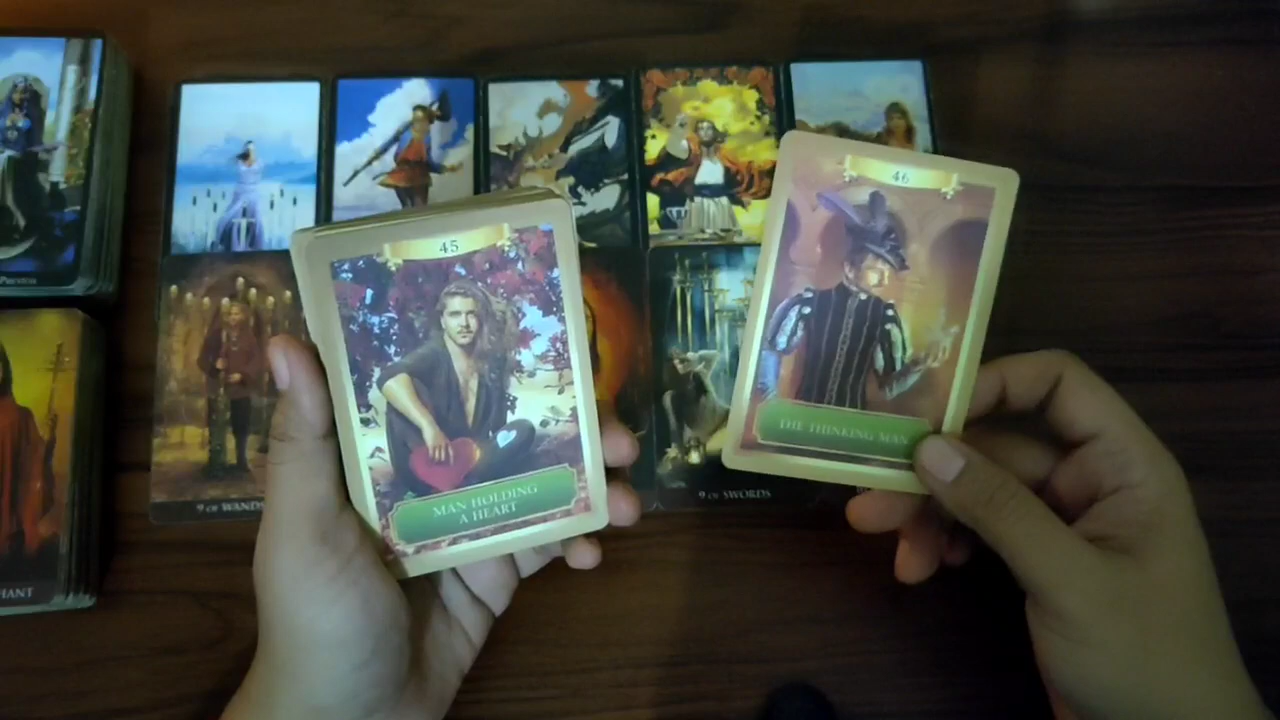 45
46
MAN HOLDING
A HEART
THE THINKING MAN
9 OF WANDS
9 OF SWORDS